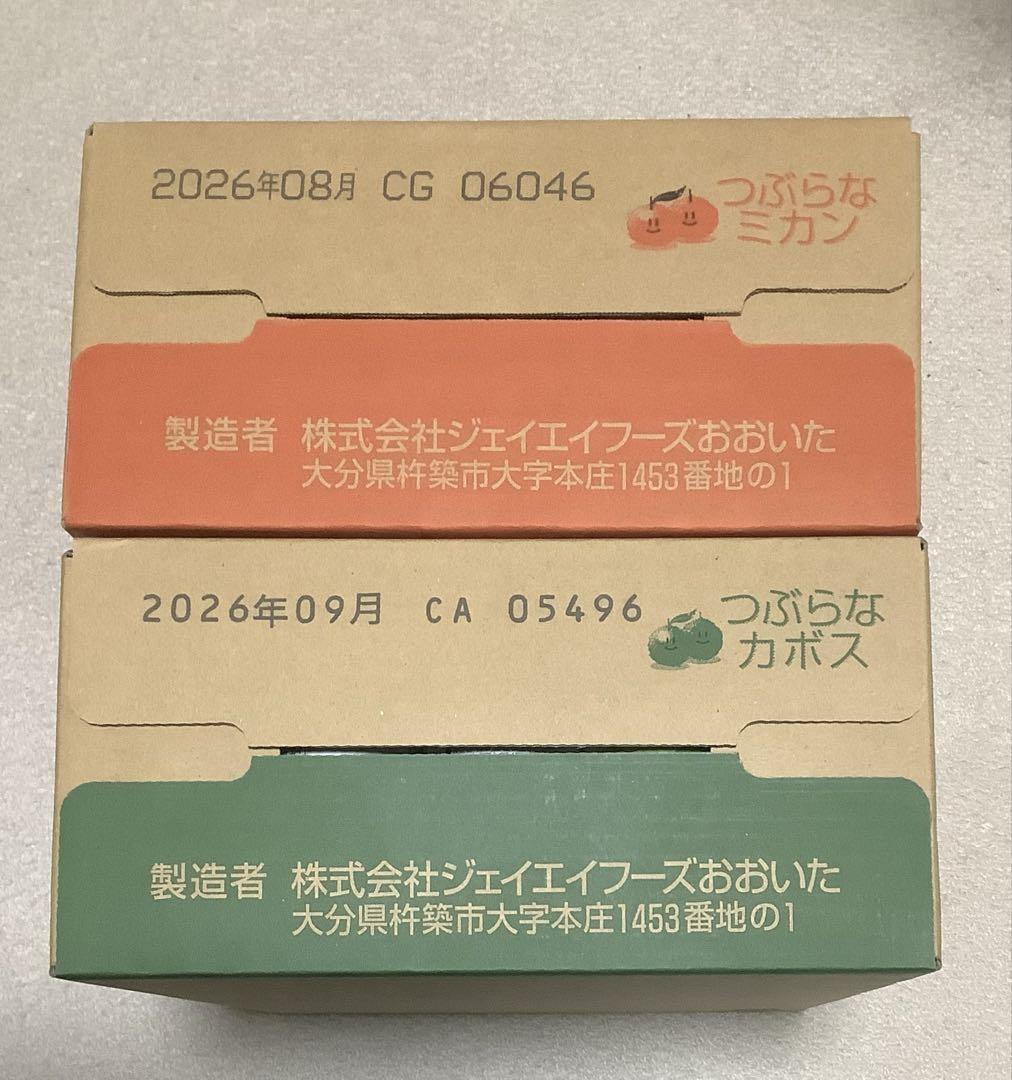 2026年08月 CG 06046
つぶらな
ミカン
製造者 株式会社ジェイエイフーズおおいた
大分県杵築市大字本庄1453番地の1
2026年09月 CA 05496
つぶらな
カボス
製造者 株式会社ジェイエイフーズおおいた
大分県杵築市大字本庄1453番地の1